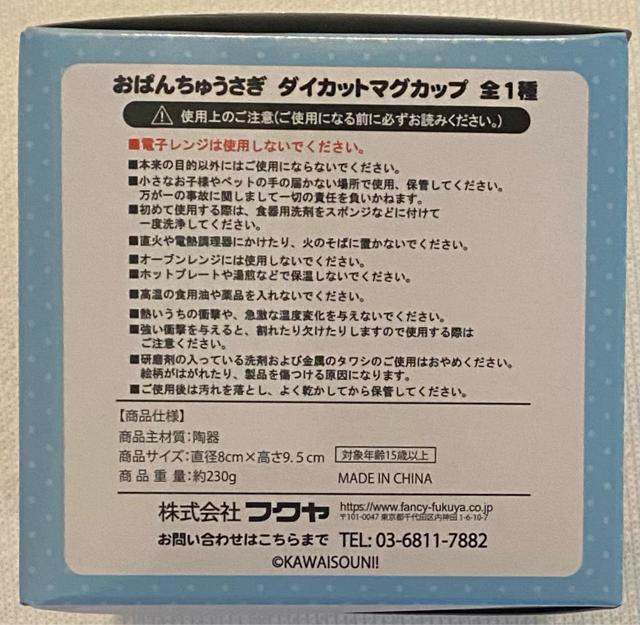 おぱんちゅうさぎ ダイカットマグカップ 全1種
⚠ 使用上のご注意(ご使用になる前に必ずお読みください。)
■電子レンジは使用しないでください。
■本来の目的以外にはご使用にならないでください。
■小さなお子様やペットの手の届かない場所で使用、保管してください。
万が一の事故に関しまして一切の責任を負いかねます。
■初めて使用する際は、食器用洗剤をスポンジなどに付けて
一度洗浄してください。
■直火や電熱調理器にかけたり、火のそばに置かないでください。
■オーブンレンジには使用しないでください。
■ホットプレートや湯煎などで保温しないでください。
■高温の食用油や薬品を入れないでください。
■熱いうちの衝撃や、急激な温度変化を与えないでください。
■強い衝撃を与えると、割れたり欠けたりしますので使用する際は
ご注意ください。
■研磨剤の入っている洗剤および金属のタワシのご使用はおやめください。
絵柄がはがれたり、製品を傷つける原因になります。
■ご使用後は汚れを落とし、よく乾かしてから保管してください。
【商品仕様】
商品主材質:陶器
商品サイズ:直径8cm×高さ9.5cm 対象年齢15歳以上
商品重量:約230g MADE IN CHINA
株式会社フクヤ https://www.fancy-fukuya.co.jp
〒101-0047 東京都千代田区内神田1-6-10-7
お問い合わせはこちらまで TEL: 03-6811-7882
©KAWAISOUNI!